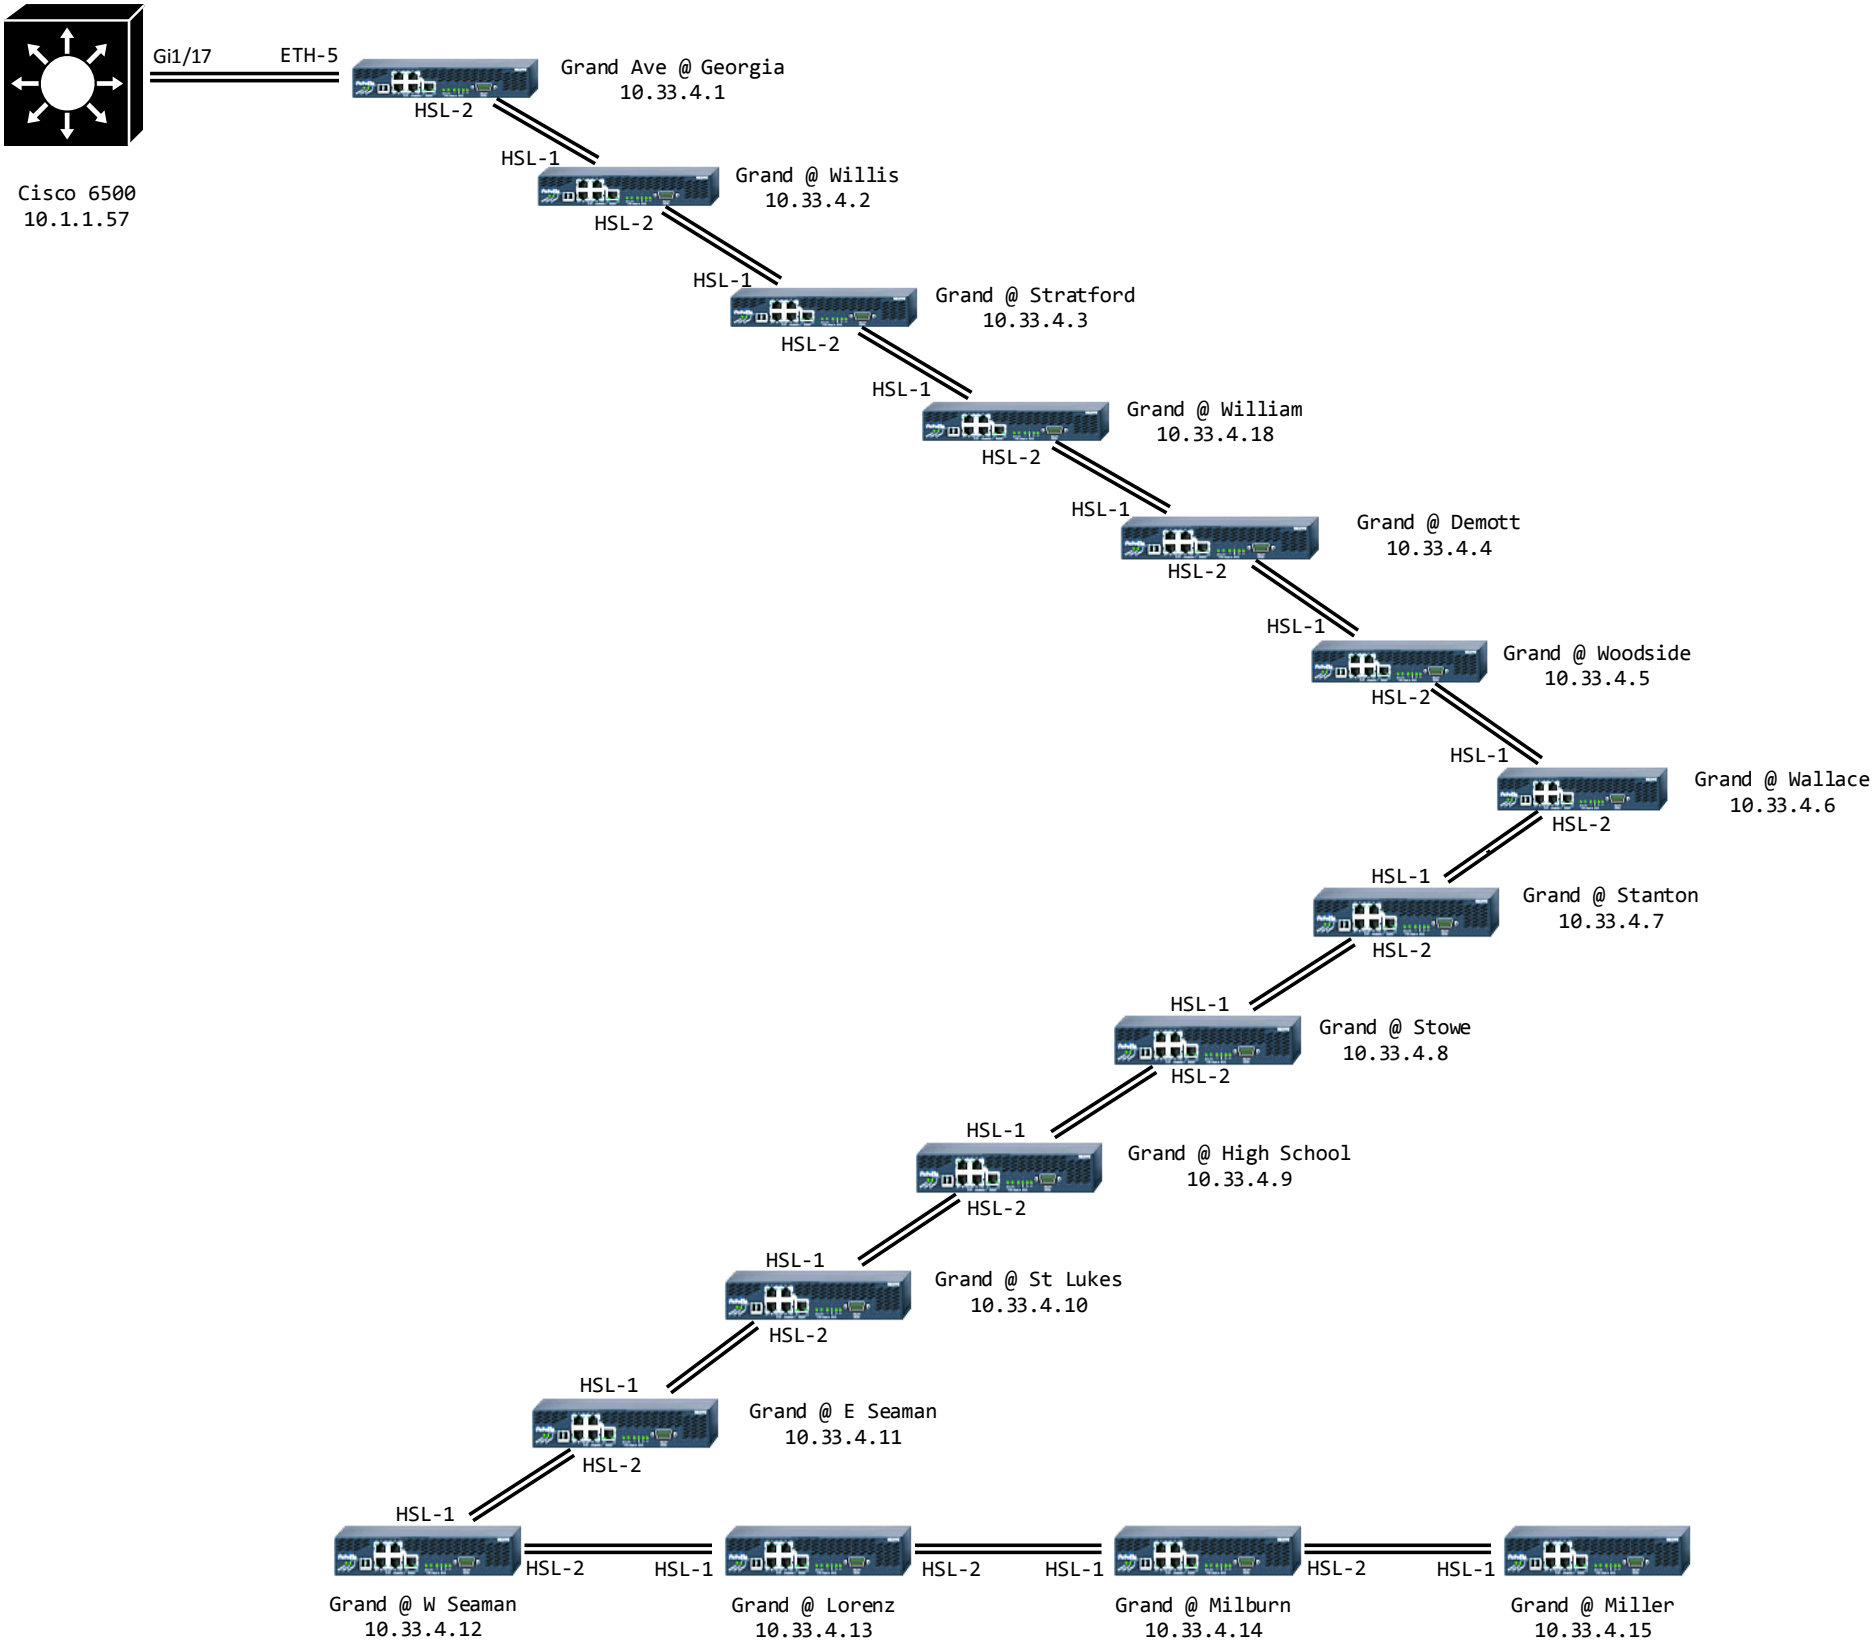 Gi1/17
ETH-5
Grand Ave @ Georgia
10.33.4.1
HSL-2
Cisco 6500
10.1.1.57
HSL-1
Grand @ Willis
10.33.4.2
HSL-2
HSL-1
Grand @ Stratford
10.33.4.3
HSL-2
HSL-1
Grand @ William
10.33.4.18
HSL-2
HSL-1
Grand @ Demott
10.33.4.4
HSL-2
HSL-1
Grand @ Woodside
10.33.4.5
HSL-2
HSL-1
Grand @ Wallace
10.33.4.6
HSL-2
HSL-1
Grand @ Stanton
10.33.4.7
HSL-2
HSL-1
Grand @ Stowe
10.33.4.8
HSL-2
HSL-1
Grand @ High School
10.33.4.9
HSL-2
HSL-1
Grand @ St Lukes
10.33.4.10
HSL-2
HSL-1
Grand @ E Seaman
10.33.4.11
HSL-2
HSL-1
HSL-2
HSL-1
HSL-2
HSL-1
HSL-2
HSL-1
Grand @ W Seaman
10.33.4.12
Grand @ Lorenz
10.33.4.13
Grand @ Milburn
10.33.4.14
Grand @ Miller
10.33.4.15